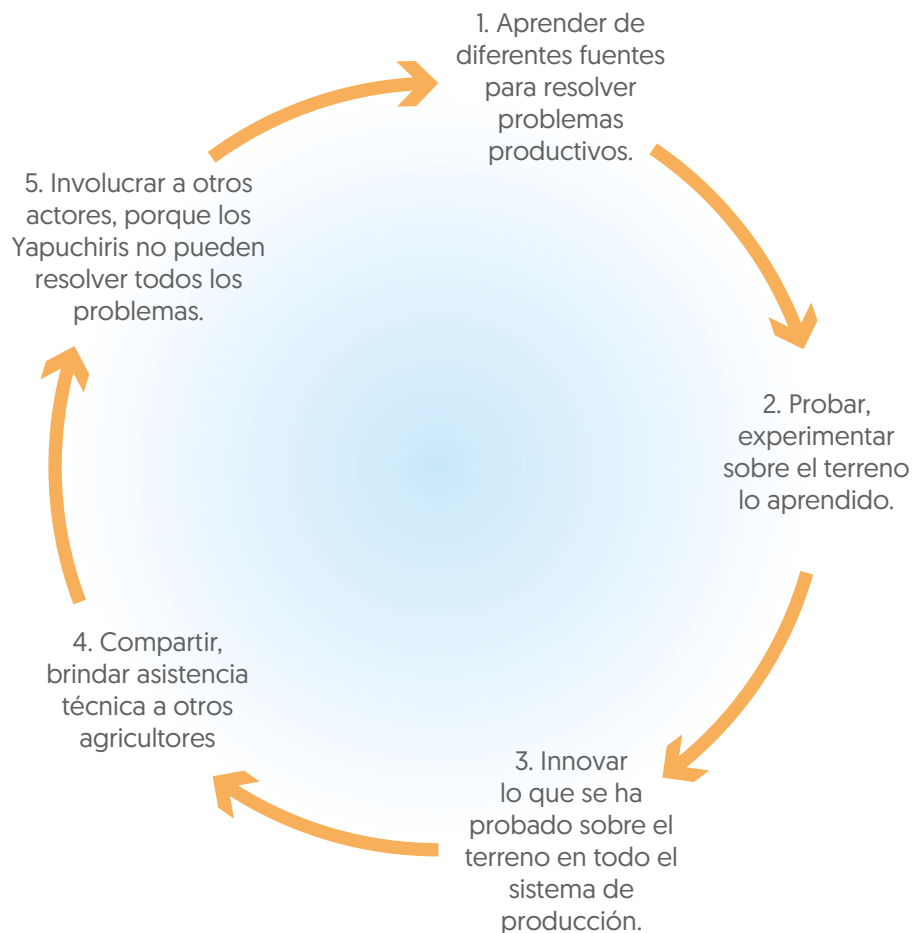 1. Aprender de
diferentes fuentes
para resolver
problemas
productivos.
2. Probar,
experimentar
sobre el terreno
lo aprendido.
3. Innovar
lo que se ha
probado sobre el
terreno en todo el
sistema de
producción.
4. Compartir,
brindar asistencia
técnica a otros
agricultores
5. Involucrar a otros
actores, porque los
Yapuchiris no pueden
resolver todos los
problemas.